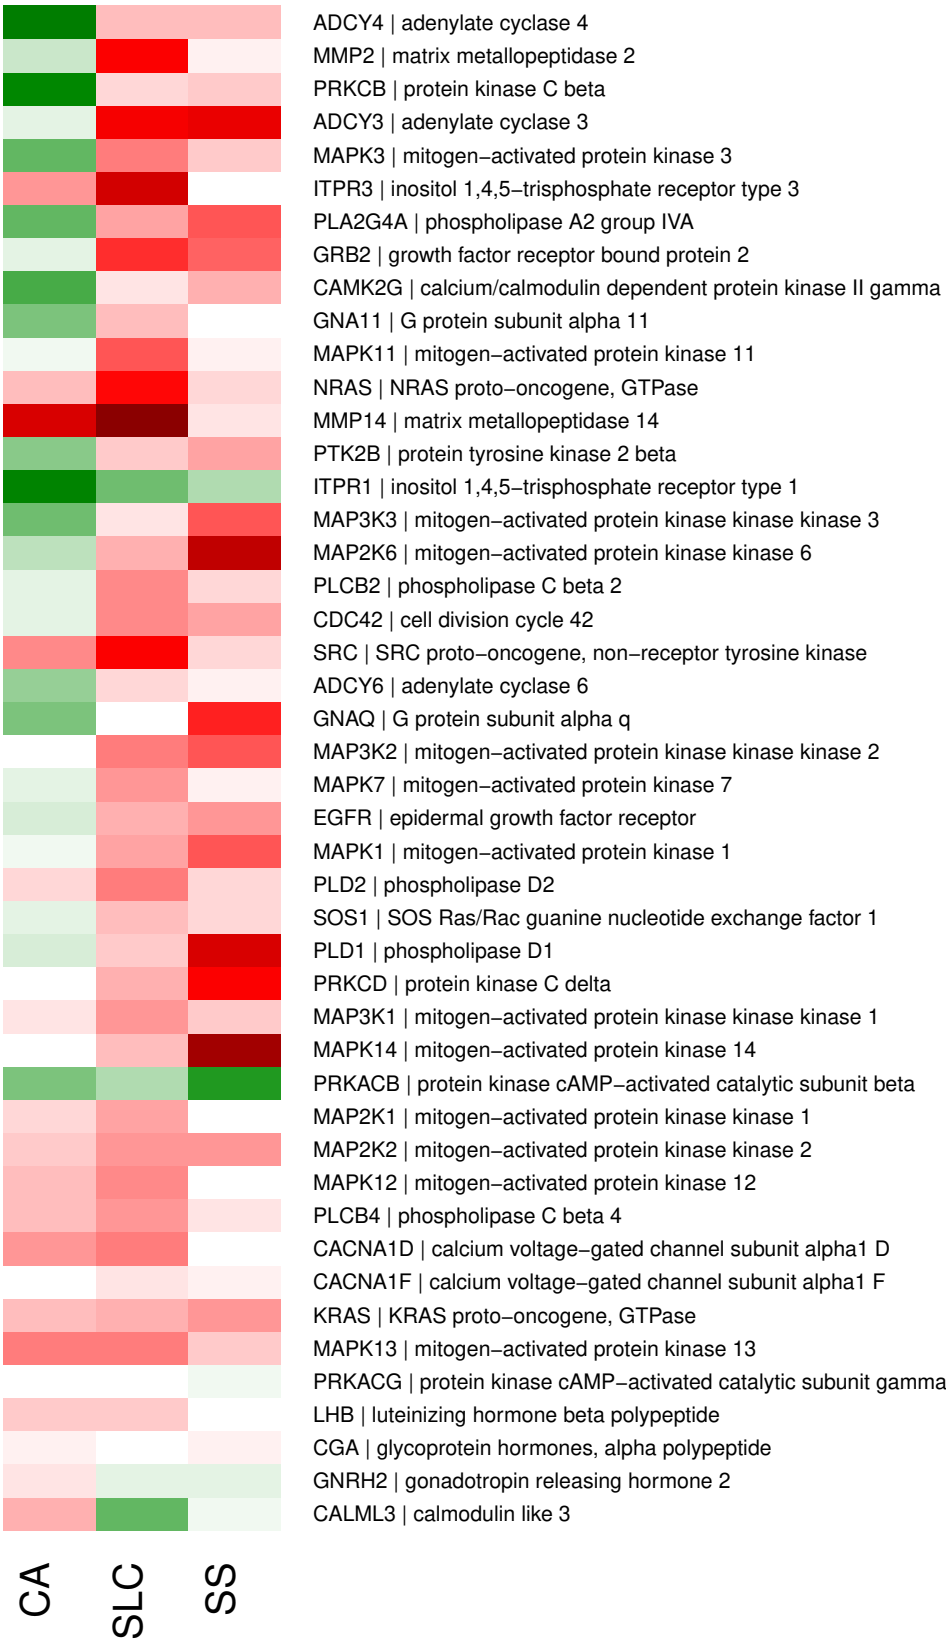 ADCY4 | adenylate cyclase 4
MMP2 | matrix metallopeptidase 2
PRKCB | protein kinase C beta
ADCY3 | adenylate cyclase 3
MAPK3 | mitogen−activated protein kinase 3
ITPR3 | inositol 1,4,5−trisphosphate receptor type 3
PLA2G4A | phospholipase A2 group IVA
GRB2 | growth factor receptor bound protein 2
CAMK2G | calcium/calmodulin dependent protein kinase II gamma
GNA11 | G protein subunit alpha 11
MAPK11 | mitogen−activated protein kinase 11
NRAS | NRAS proto−oncogene, GTPase
MMP14 | matrix metallopeptidase 14
PTK2B | protein tyrosine kinase 2 beta
ITPR1 | inositol 1,4,5−trisphosphate receptor type 1
MAP3K3 | mitogen−activated protein kinase kinase kinase 3
MAP2K6 | mitogen−activated protein kinase kinase 6
PLCB2 | phospholipase C beta 2
CDC42 | cell division cycle 42
SRC | SRC proto−oncogene, non−receptor tyrosine kinase
ADCY6 | adenylate cyclase 6
GNAQ | G protein subunit alpha q
MAP3K2 | mitogen−activated protein kinase kinase kinase 2
MAPK7 | mitogen−activated protein kinase 7
EGFR | epidermal growth factor receptor
MAPK1 | mitogen−activated protein kinase 1
PLD2 | phospholipase D2
SOS1 | SOS Ras/Rac guanine nucleotide exchange factor 1
PLD1 | phospholipase D1
PRKCD | protein kinase C delta
MAP3K1 | mitogen−activated protein kinase kinase kinase 1
MAPK14 | mitogen−activated protein kinase 14
PRKACB | protein kinase cAMP−activated catalytic subunit beta
MAP2K1 | mitogen−activated protein kinase kinase 1
MAP2K2 | mitogen−activated protein kinase kinase 2
MAPK12 | mitogen−activated protein kinase 12
PLCB4 | phospholipase C beta 4
CACNA1D | calcium voltage−gated channel subunit alpha1 D
CACNA1F | calcium voltage−gated channel subunit alpha1 F
KRAS | KRAS proto−oncogene, GTPase
MAPK13 | mitogen−activated protein kinase 13
PRKACG | protein kinase cAMP−activated catalytic subunit gamma
LHB | luteinizing hormone beta polypeptide
CGA | glycoprotein hormones, alpha polypeptide
GNRH2 | gonadotropin releasing hormone 2
CALML3 | calmodulin like 3
CA
SLC
SS